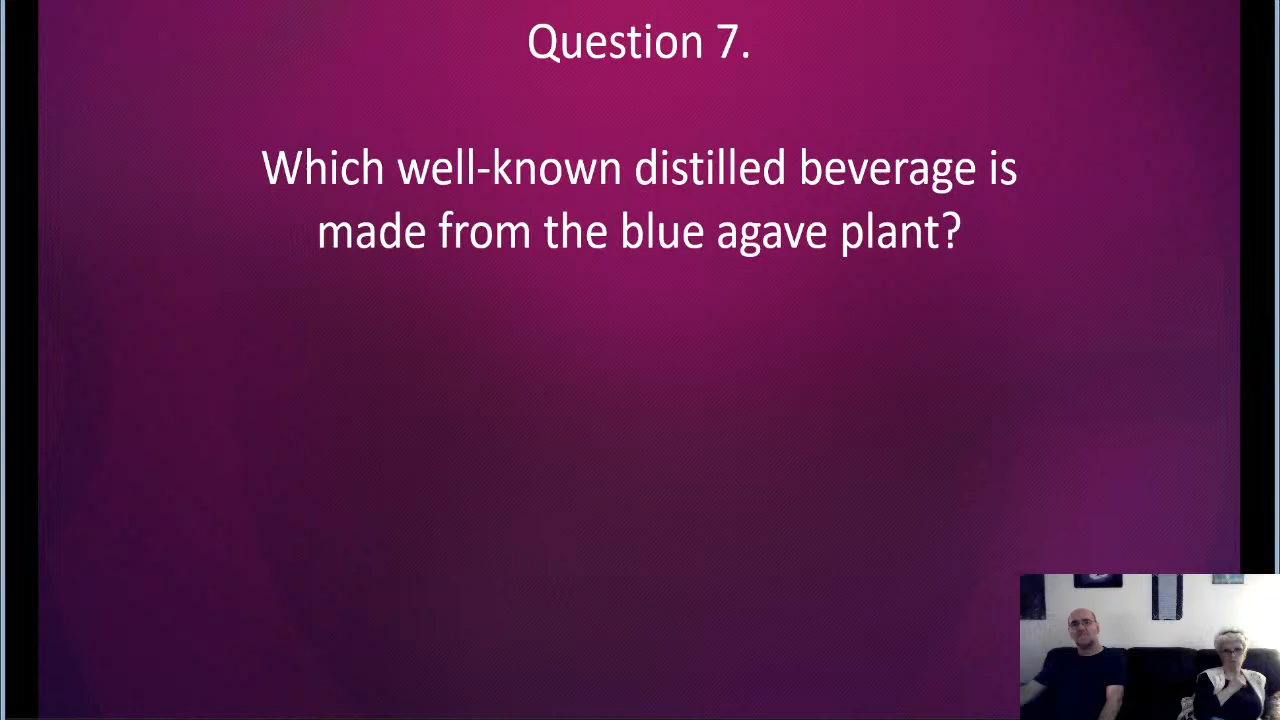 Question 7.
Which well-known distilled beverage is
made from the blue agave plant?